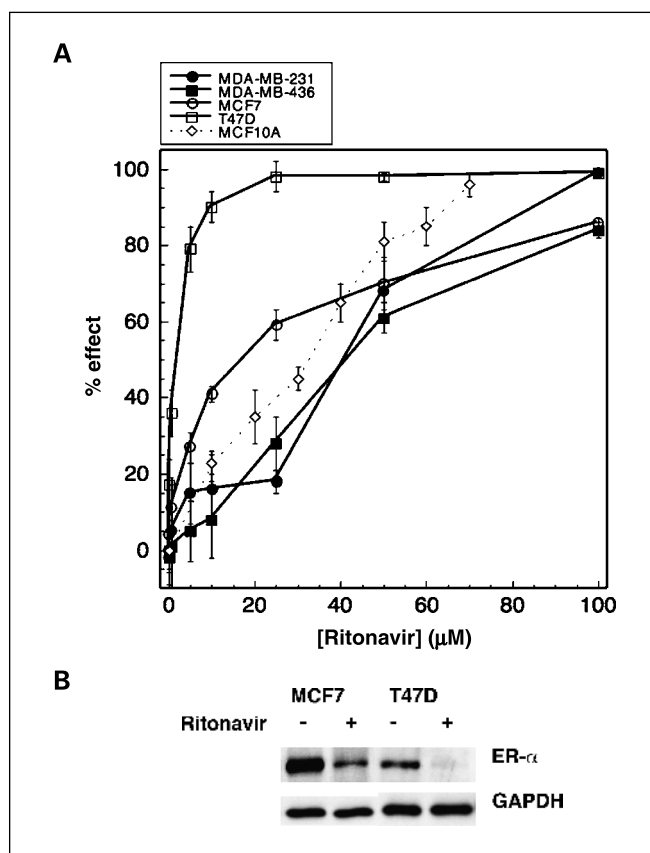 A
MDA-MB-231
MDA-MB-436
MCF7
T47D
MCF10A
100
80
60
40
20
0
% effect
0 20 40 60 80 100
[Ritonavir] (μM)
B
MCF7 T47D
Ritonavir - + - +
ER-α
GAPDH